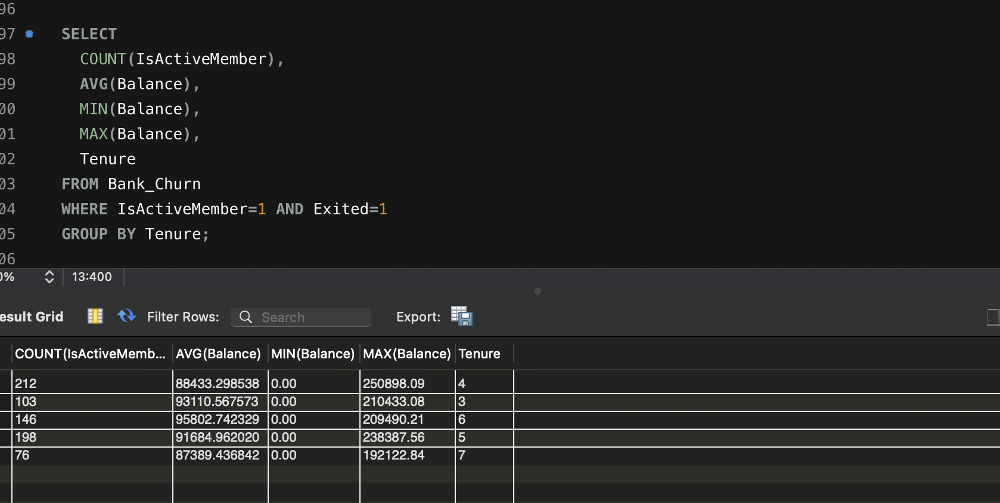 96
97 SELECT
98 COUNT(IsActiveMember),
99 AVG(Balance),
00 MIN(Balance),
01 MAX(Balance),
02 Tenure
03 FROM Bank_Churn
04 WHERE IsActiveMember=1 AND Exited=1
05 GROUP BY Tenure;
06
0% 13:400
esult Grid Filter Rows: Search Export:
COUNT(IsActiveMemb... AVG(Balance) MIN(Balance) MAX(Balance) Tenure
212 88433.298538 0.00 250898.09 4
103 93110.567573 0.00 210433.08 3
146 95802.742329 0.00 209490.21 6
198 91684.962020 0.00 238387.56 5
76 87389.436842 0.00 192122.84 7